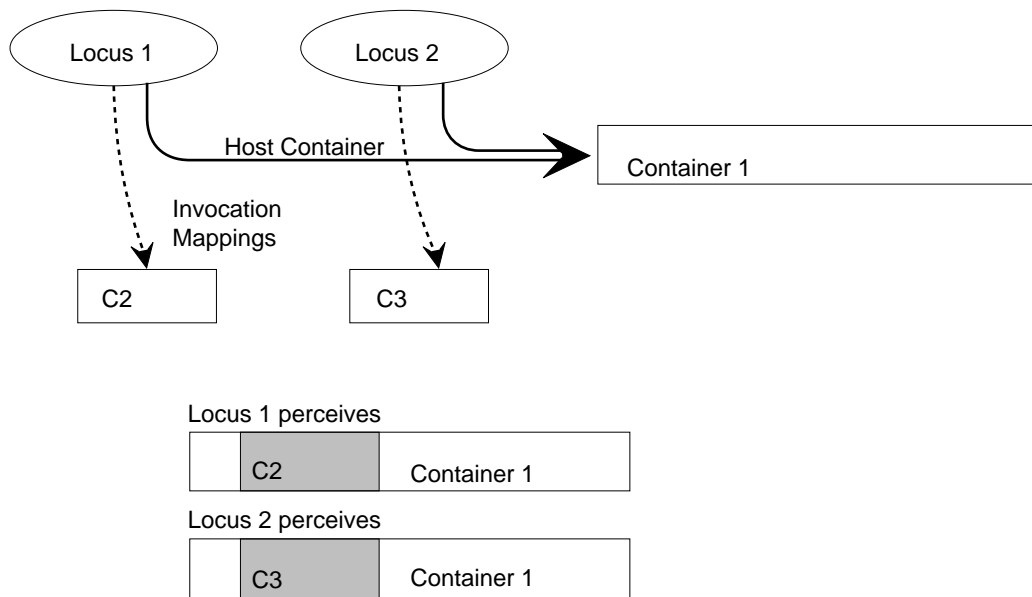 Locus 1
Locus 2
Host Container
Container 1
Invocation
Mappings
C2
C3
Locus 1 perceives
C2
Container 1
Locus 2 perceives
C3
Container 1